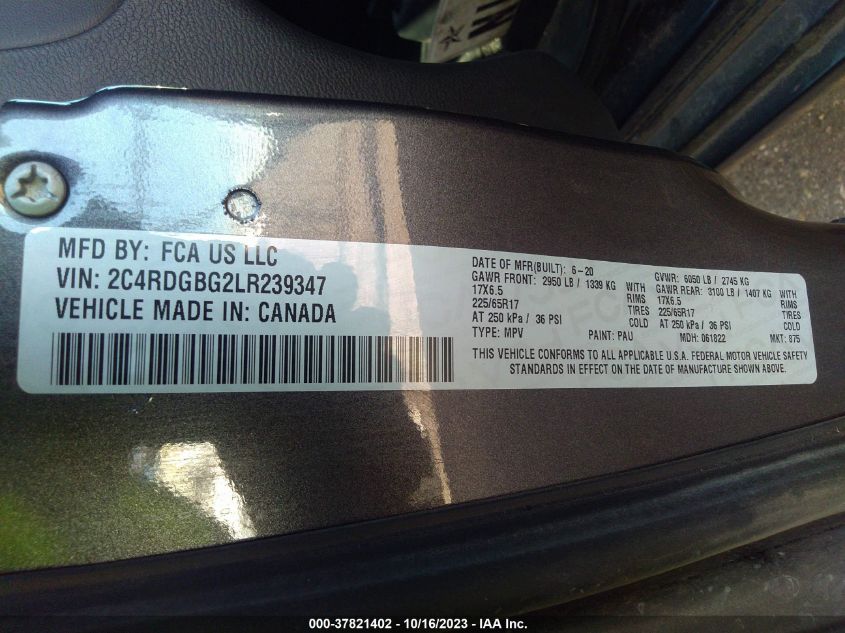 MFD BY: FCA US LLC
VIN: 2C4RDGBG2LR239347
VEHICLE MADE IN: CANADA
DATE OF MFR(BUILT): 6-20 GVWR: 6050 LB / 2745 KG
GAWR FRONT: 2950 LB / 1339 KG WITH GAWR REAR: 3100 LB / 1407 KG WITH
17X6.5 RIMS 17X6.5 RIMS
225/65R17 TIRES 225/65R17 TIRES
AT 250 kPa / 36 PSI COLD AT 250 kPa / 36 PSI COLD
TYPE: MPV PAINT: PAU MDH: 061822 MKT: 875
THIS VEHICLE CONFORMS TO ALL APPLICABLE U.S.A. FEDERAL MOTOR VEHICLE SAFETY
STANDARDS IN EFFECT ON THE DATE OF MANUFACTURE SHOWN ABOVE.
000-37821402 - 10/16/2023 - IAA Inc.